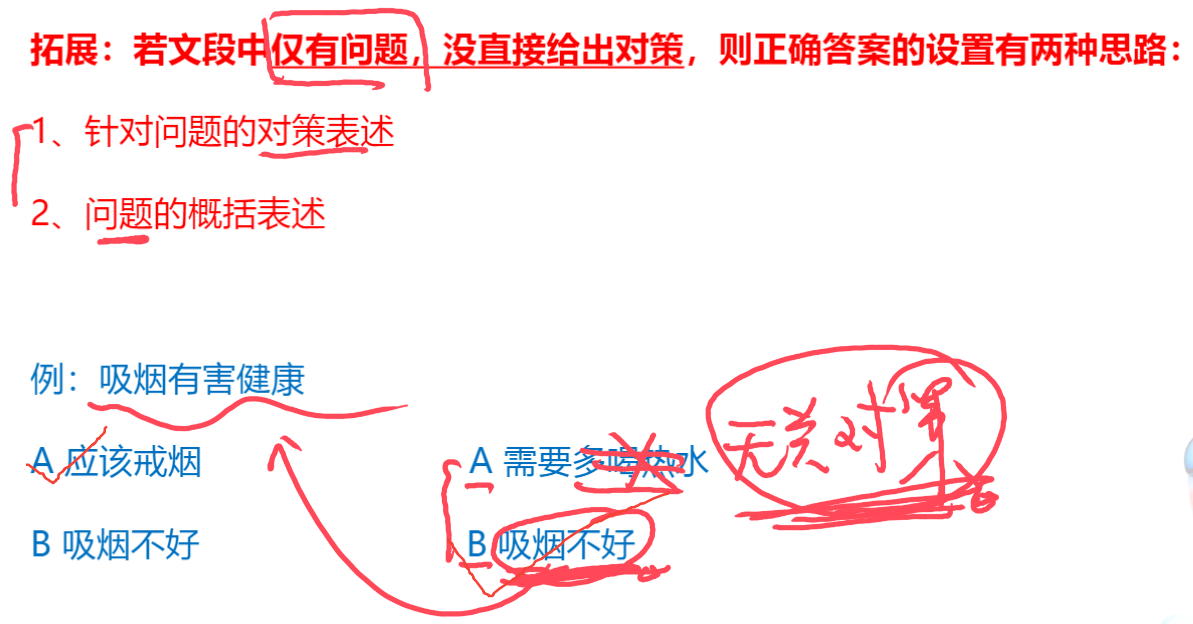 拓展：若文段中仅有问题，没直接给出对策，则正确答案的设置有两种思路：
1、针对问题的对策表述
2、问题的概括表述
例：吸烟有害健康
A 应该戒烟
A 需要多喝热水
无关对策
B 吸烟不好
B 吸烟不好